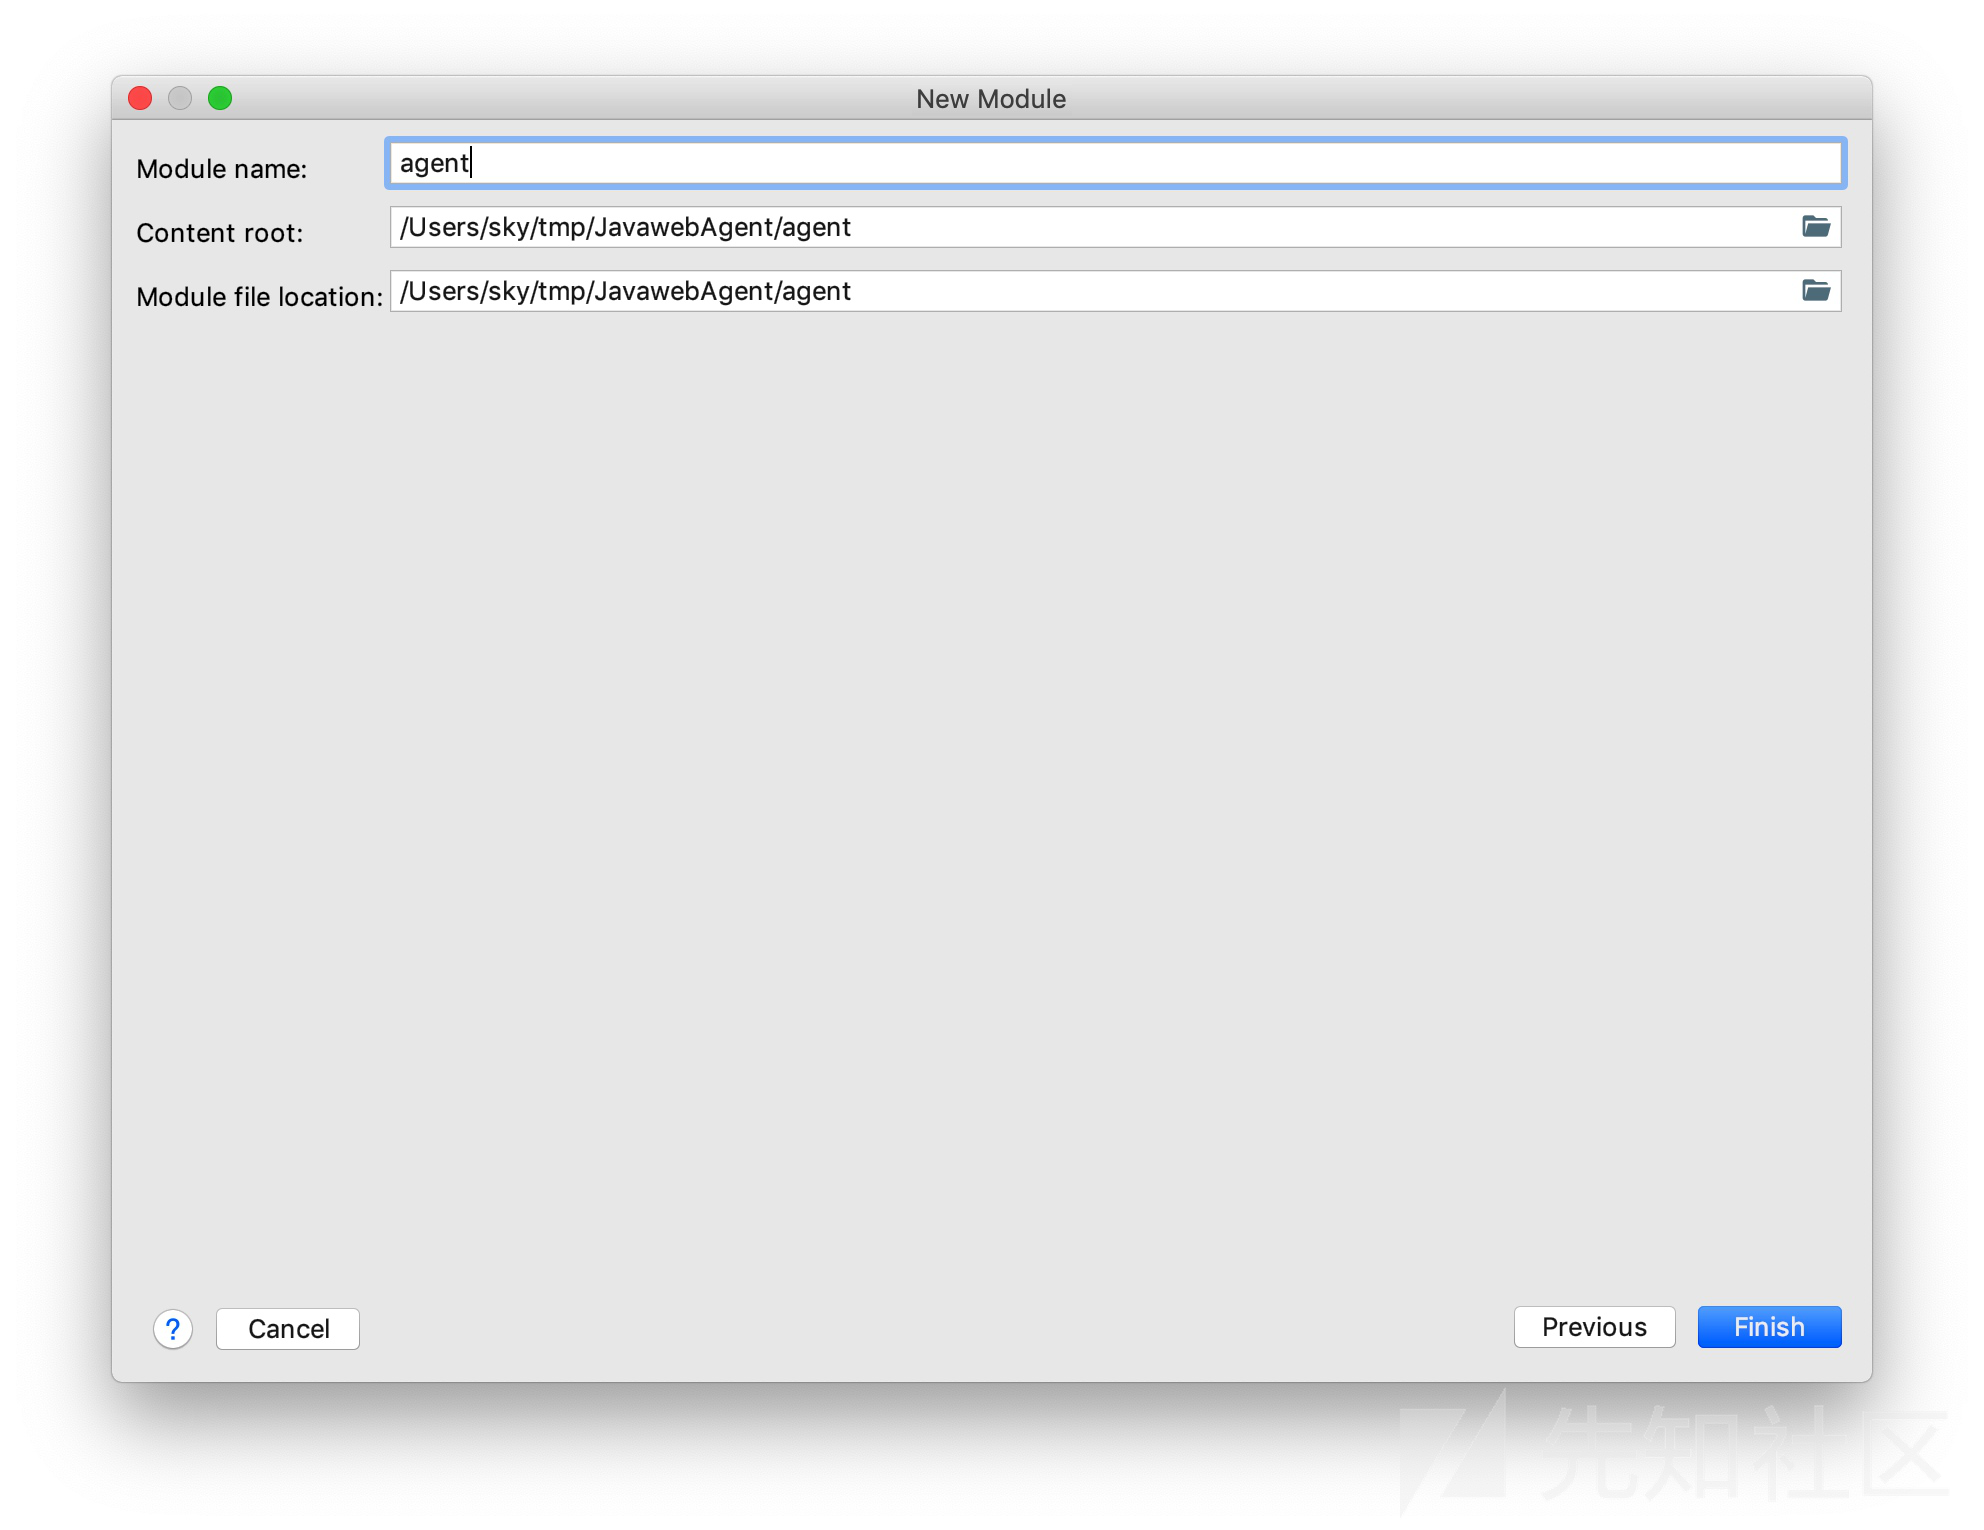 New Module
Module name: agent
Content root: /Users/sky/tmp/JavawebAgent/agent
Module file location: /Users/sky/tmp/JavawebAgent/agent
? Cancel Previous Finish
先知社区